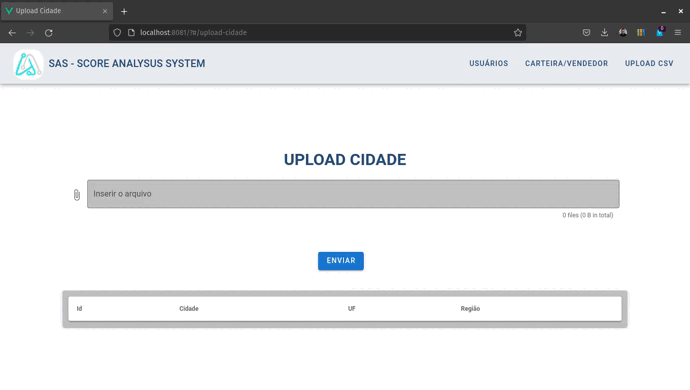 Upload Cidade
localhost:8081/?#/upload-cidade
2
SAS - SCORE ANALYSUS SYSTEM
USUÁRIOS
CARTEIRA/VENDEDOR
UPLOAD CSV
UPLOAD CIDADE
Inserir o arquivo
0 files (0 B in total)
ENVIAR
Id Cidade UF Região